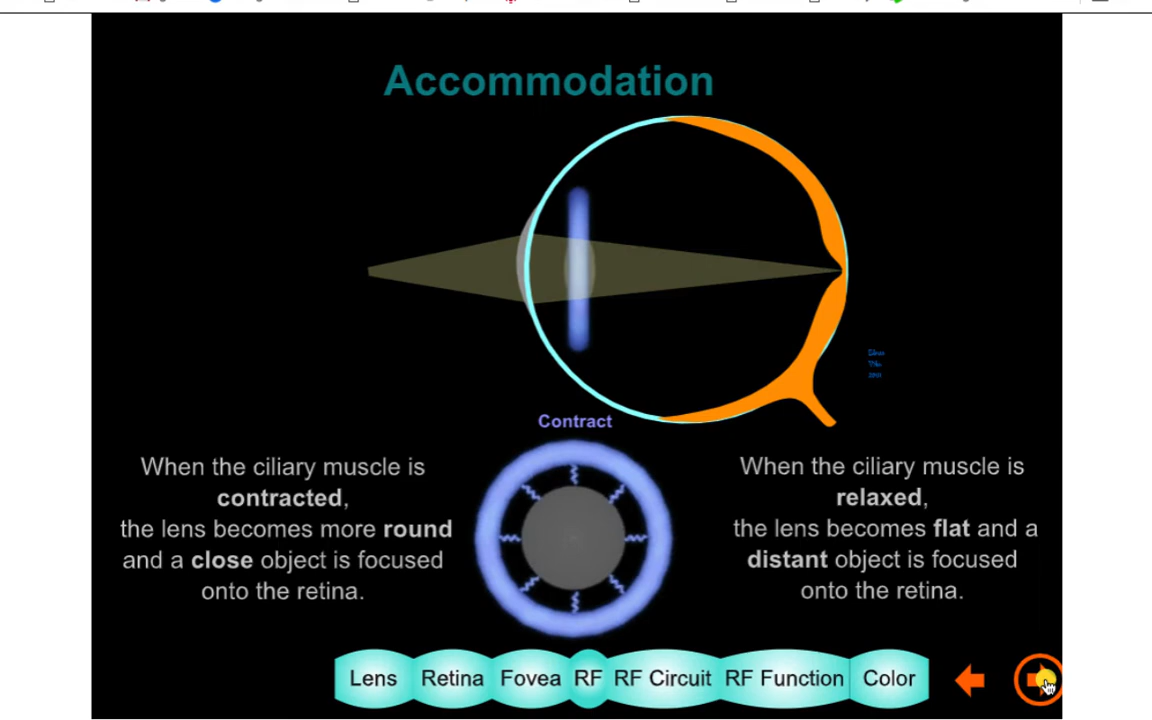 Accommodation
Contract
When the ciliary muscle is
contracted,
the lens becomes more round
and a close object is focused
onto the retina.
When the ciliary muscle is
relaxed,
the lens becomes flat and a
distant object is focused
onto the retina.
Lens Retina Fovea RF RF Circuit RF Function Color